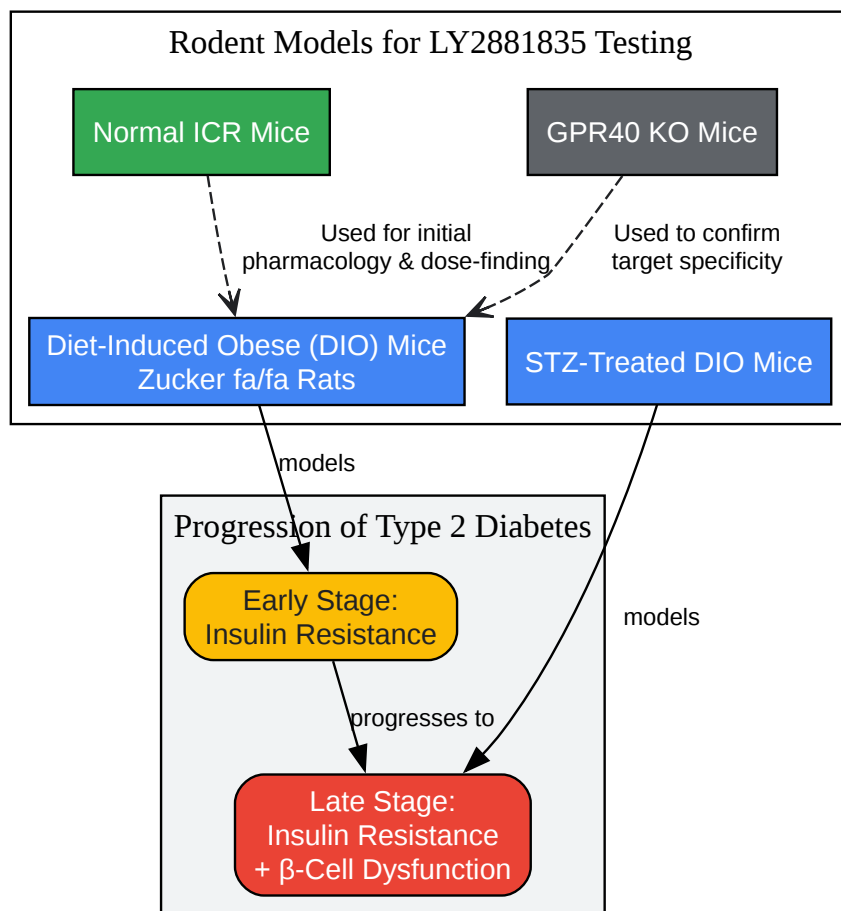 Rodent Models for LY2881835 Testing
Normal ICR Mice
GPR40 KO Mice
Used for initial
pharmacology & dose-finding
Used to confirm
target specificity
Diet-Induced Obese (DIO) Mice
Zucker fa/fa Rats
STZ-Treated DIO Mice
models
Progression of Type 2 Diabetes
Early Stage:
Insulin Resistance
models
progresses to
Late Stage:
Insulin Resistance
+ β-Cell Dysfunction